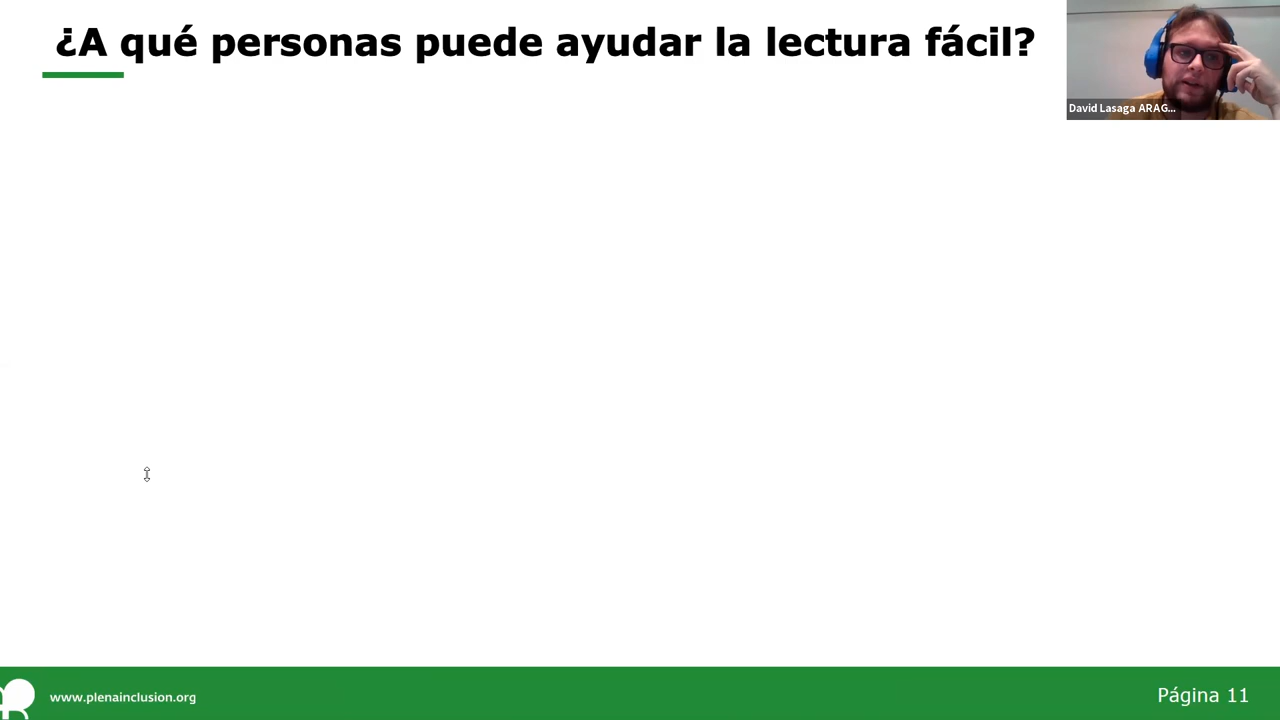 ¿A qué personas puede ayudar la lectura fácil?
David Lasaga ARAG...
www.plenainclusion.org
Página 11